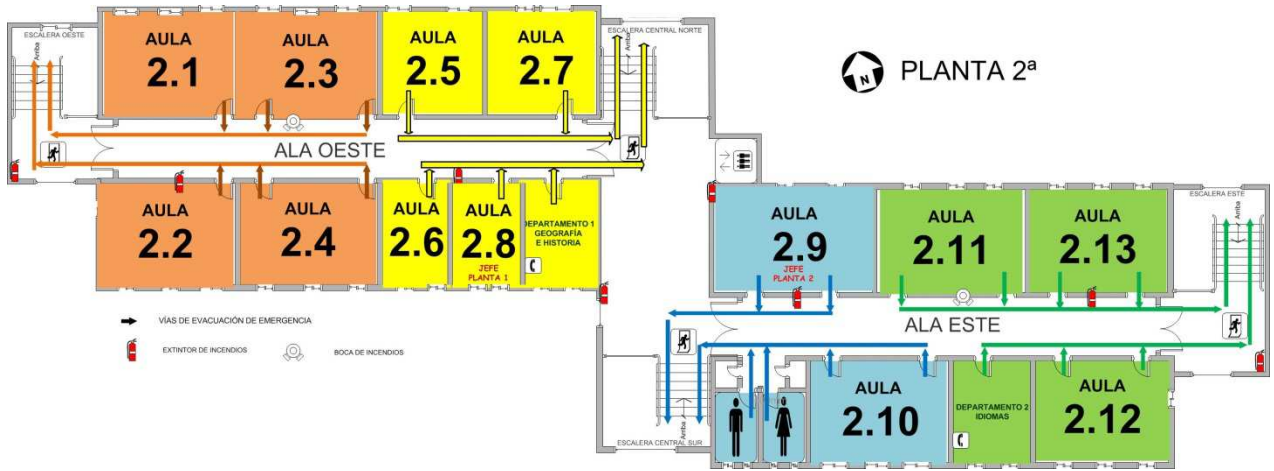 ESCALERA OESTE
Arriba
AULA
2.1
AULA
2.3
AULA
2.5
AULA
2.7
ESCALERA CENTRAL NORTE
Arriba
N
PLANTA 2ª
ALA OESTE
AULA
2.2
AULA
2.4
AULA
2.6
AULA
2.8
JEFE
PLANTA 1
DEPARTAMENTO 1
GEOGRAFÍA
E HISTORIA
AULA
2.9
JEFE
PLANTA 2
AULA
2.11
AULA
2.13
ESCALERA ESTE
Arriba
VÍAS DE EVACUACIÓN DE EMERGENCIA
EXTINTOR DE INCENDIOS
BOCA DE INCENDIOS
ALA ESTE
Arriba
ESCALERA CENTRAL SUR
AULA
2.10
DEPARTAMENTO 2
IDIOMAS
AULA
2.12